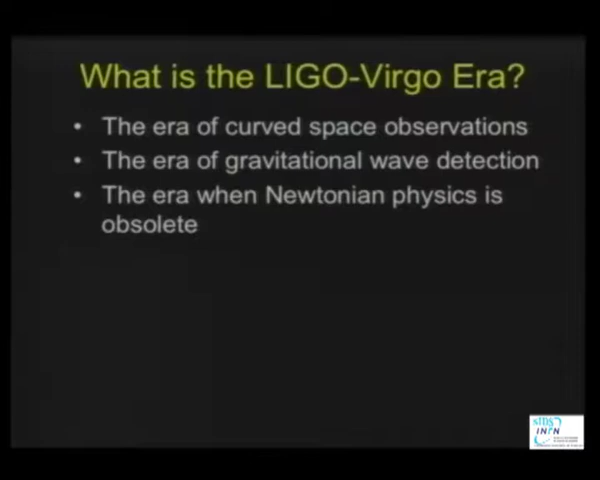 What is the LIGO-Virgo Era?
• The era of curved space observations
• The era of gravitational wave detection
• The era when Newtonian physics is
obsolete
INFN